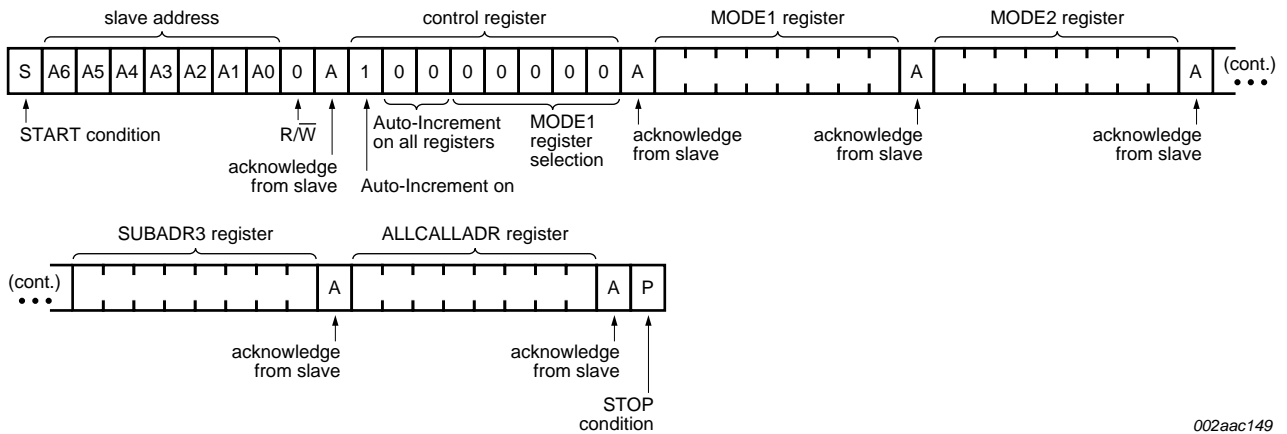 slave address control register MODE1 register MODE2 register
S A6 A5 A4 A3 A2 A1 A0 0 A 1 0 0 0 0 0 0 0 A A A (cont.)
START condition
R/W̅
acknowledge
from slave
Auto-Increment on
Auto-Increment
on all registers
MODE1
register
selection
acknowledge
from slave
acknowledge
from slave
acknowledge
from slave
SUBADR3 register ALLCALLADR register
(cont.) A A P
acknowledge
from slave
acknowledge
from slave
STOP
condition
002aac149